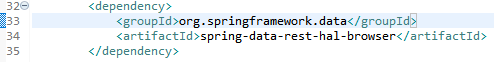 32 <dependency>
33 <groupId>org.springframework.data</groupId>
34 <artifactId>spring-data-rest-hal-browser</artifactId>
35 </dependency>